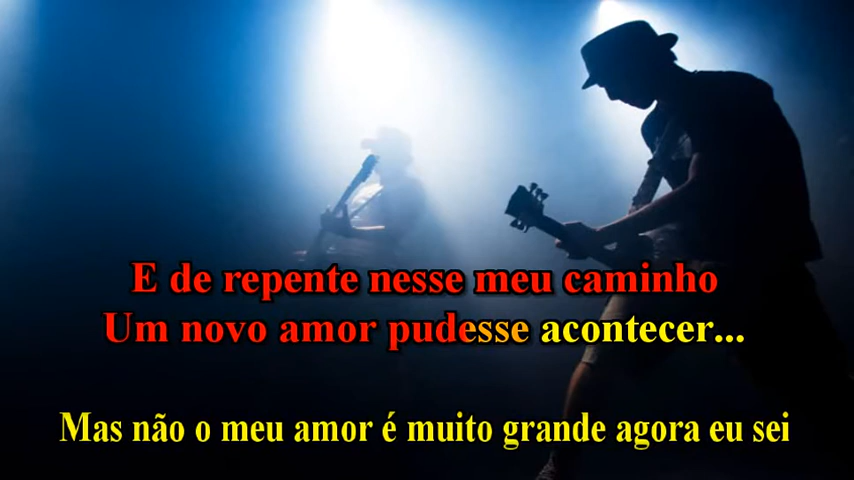 E de repente nesse meu caminho
Um novo amor pudesse acontecer...
Mas não o meu amor é muito grande agora eu sei